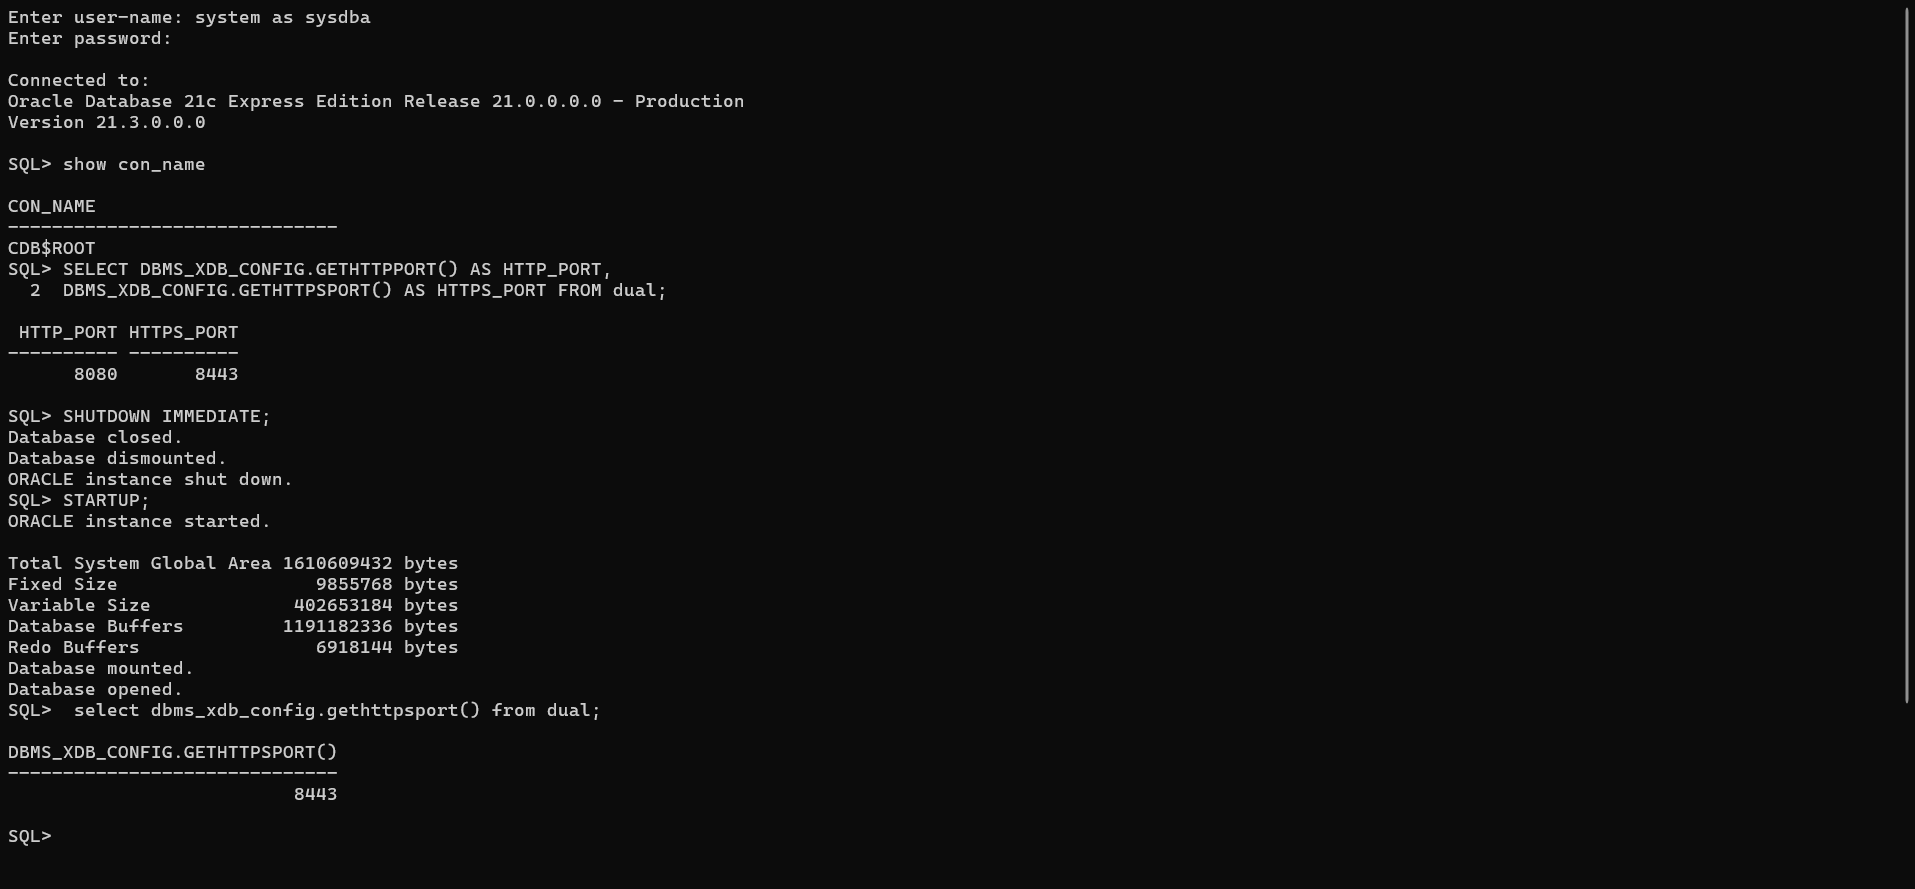 Enter user-name: system as sysdba
Enter password:
Connected to:
Oracle Database 21c Express Edition Release 21.0.0.0.0 - Production
Version 21.3.0.0.0
SQL> show con_name
CON_NAME
------------------------------
CDB$ROOT
SQL> SELECT DBMS_XDB_CONFIG.GETHTTPPORT() AS HTTP_PORT,
  2  DBMS_XDB_CONFIG.GETHTTPSPORT() AS HTTPS_PORT FROM dual;
 HTTP_PORT HTTPS_PORT
---------- ----------
      8080       8443
SQL> SHUTDOWN IMMEDIATE;
Database closed.
Database dismounted.
ORACLE instance shut down.
SQL> STARTUP;
ORACLE instance started.
Total System Global Area 1610609432 bytes
Fixed Size                  9855768 bytes
Variable Size             402653184 bytes
Database Buffers         1191182336 bytes
Redo Buffers                6918144 bytes
Database mounted.
Database opened.
SQL>  select dbms_xdb_config.gethttpsport() from dual;
DBMS_XDB_CONFIG.GETHTTPSPORT()
------------------------------
                          8443
SQL>